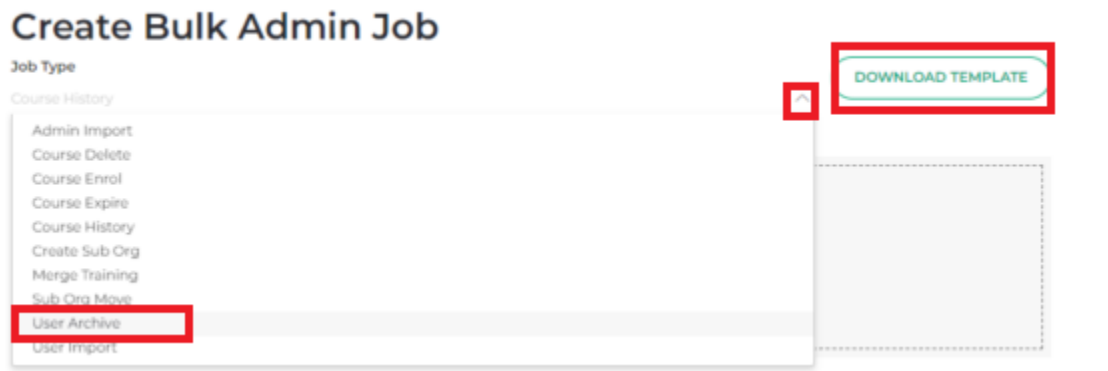 Create Bulk Admin Job
Job Type
DOWNLOAD TEMPLATE
Course History
Admin Import
Course Delete
Course Enrol
Course Expire
Course History
Create Sub Org
Merge Training
Sub Org Move
User Archive
User Import